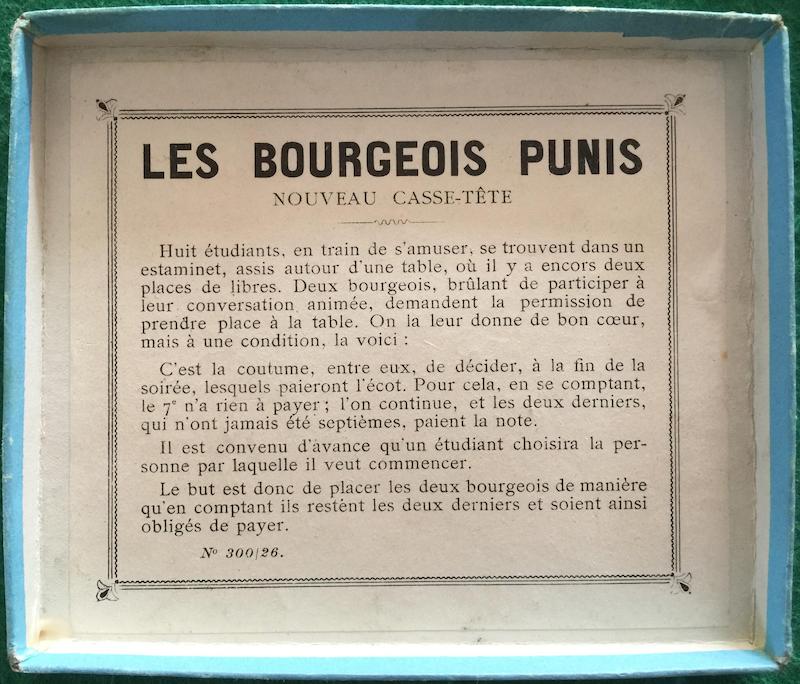 LES BOURGEOIS PUNIS
NOUVEAU CASSE-TÊTE
Huit étudiants, en train de s'amuser, se trouvent dans un
estaminet, assis autour d'une table, où il y a encors deux
places de libres. Deux bourgeois, brûlant de participer à
leur conversation animée, demandent la permission de
prendre place à la table. On la leur donne de bon cœur,
mais à une condition, la voici :
C'est la coutume, entre eux, de décider, à la fin de la
soirée, lesquels paieront l'écot. Pour cela, en se comptant,
le 7e n'a rien à payer ; l'on continue, et les deux derniers,
qui n'ont jamais été septièmes, paient la note.
Il est convenu d'avance qu'un étudiant choisira la per-
sonne par laquelle il veut commencer.
Le but est donc de placer les deux bourgeois de manière
qu'en comptant ils restent les deux derniers et soient ainsi
obligés de payer.
No 300/26.